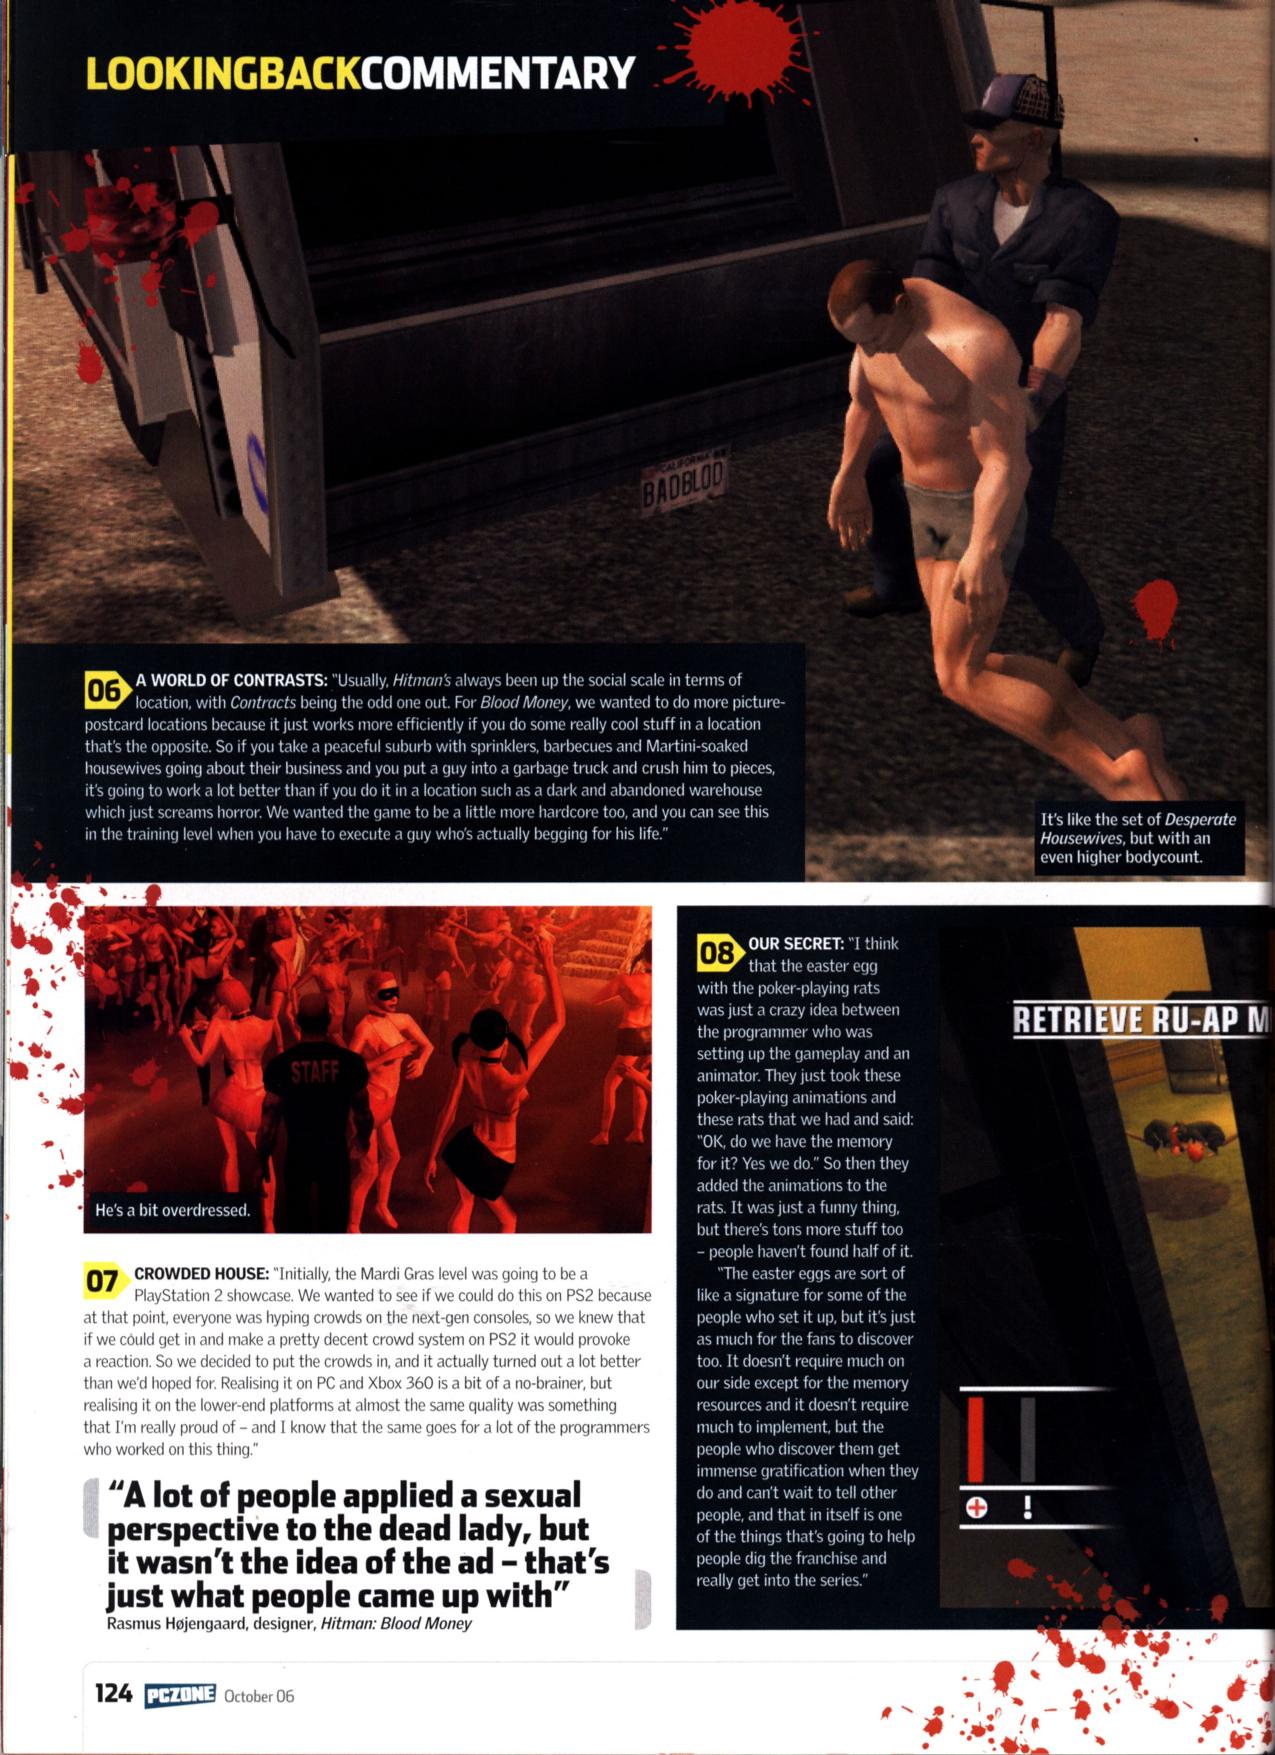 LOOKINGBACKCOMMENTARY
CALIFORNIA
BADBLOD
06 A WORLD OF CONTRASTS: "Usually, Hitman's always been up the social scale in terms of
location, with Contracts being the odd one out. For Blood Money, we wanted to do more picture-
postcard locations because it just works more efficiently if you do some really cool stuff in a location
that's the opposite. So if you take a peaceful suburb with sprinklers, barbecues and Martini-soaked
housewives going about their business and you put a guy into a garbage truck and crush him to pieces,
it's going to work a lot better than if you do it in a location such as a dark and abandoned warehouse
which just screams horror. We wanted the game to be a little more hardcore too, and you can see this
in the training level when you have to execute a guy who's actually begging for his life."
It's like the set of Desperate
Housewives, but with an
even higher bodycount.
STAFF
He's a bit overdressed.
07 CROWDED HOUSE: "Initially, the Mardi Gras level was going to be a
PlayStation 2 showcase. We wanted to see if we could do this on PS2 because
at that point, everyone was hyping crowds on the next-gen consoles, so we knew that
if we could get in and make a pretty decent crowd system on PS2 it would provoke
a reaction. So we decided to put the crowds in, and it actually turned out a lot better
than we'd hoped for. Realising it on PC and Xbox 360 is a bit of a no-brainer, but
realising it on the lower-end platforms at almost the same quality was something
that I'm really proud of – and I know that the same goes for a lot of the programmers
who worked on this thing."
"A lot of people applied a sexual
perspective to the dead lady, but
it wasn't the idea of the ad – that's
just what people came up with"
Rasmus Højengaard, designer, Hitman: Blood Money
08 OUR SECRET: "I think
that the easter egg
with the poker-playing rats
was just a crazy idea between
the programmer who was
setting up the gameplay and an
animator. They just took these
poker-playing animations and
these rats that we had and said:
"OK, do we have the memory
for it? Yes we do." So then they
added the animations to the
rats. It was just a funny thing,
but there's tons more stuff too
– people haven't found half of it.
"The easter eggs are sort of
like a signature for some of the
people who set it up, but it's just
as much for the fans to discover
too. It doesn't require much on
our side except for the memory
resources and it doesn't require
much to implement, but the
people who discover them get
immense gratification when they
do and can't wait to tell other
people, and that in itself is one
of the things that's going to help
people dig the franchise and
really get into the series."
RETRIEVE RU-AP M
!
124 PCZONE October 06